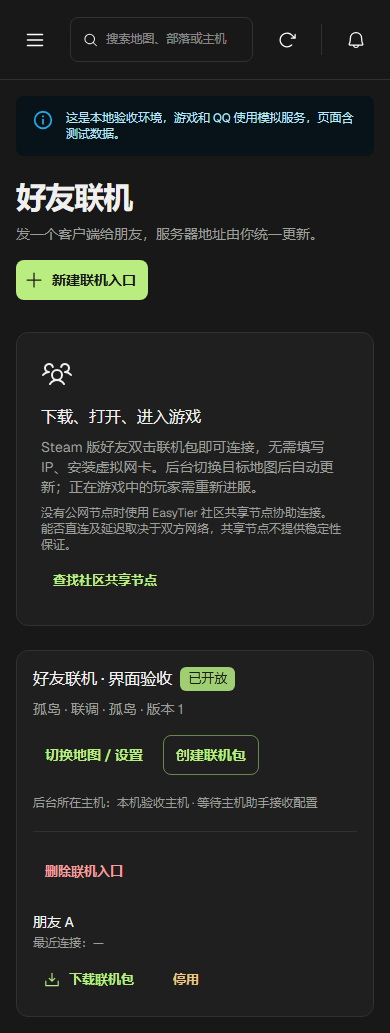 搜索地图、部落或主机
这是本地验收环境，游戏和 QQ 使用模拟服务，页面含
测试数据。
好友联机
发一个客户端给朋友，服务器地址由你统一更新。
新建联机入口
下载、打开、进入游戏
Steam 版好友双击联机包即可连接，无需填写
IP、安装虚拟网卡。后台切换目标地图后自动更
新；正在游戏中的玩家需重新进服。
没有公网节点时使用 EasyTier 社区共享节点协助连接。
能否直连及延迟取决于双方网络，共享节点不提供稳定性
保证。
查找社区共享节点
好友联机 · 界面验收 已开放
孤岛 · 联调 · 孤岛 · 版本 1
切换地图 / 设置 创建联机包
后台所在主机：本机验收主机 · 等待主机助手接收配置
删除联机入口
朋友 A
最近连接：—
下载联机包 停用